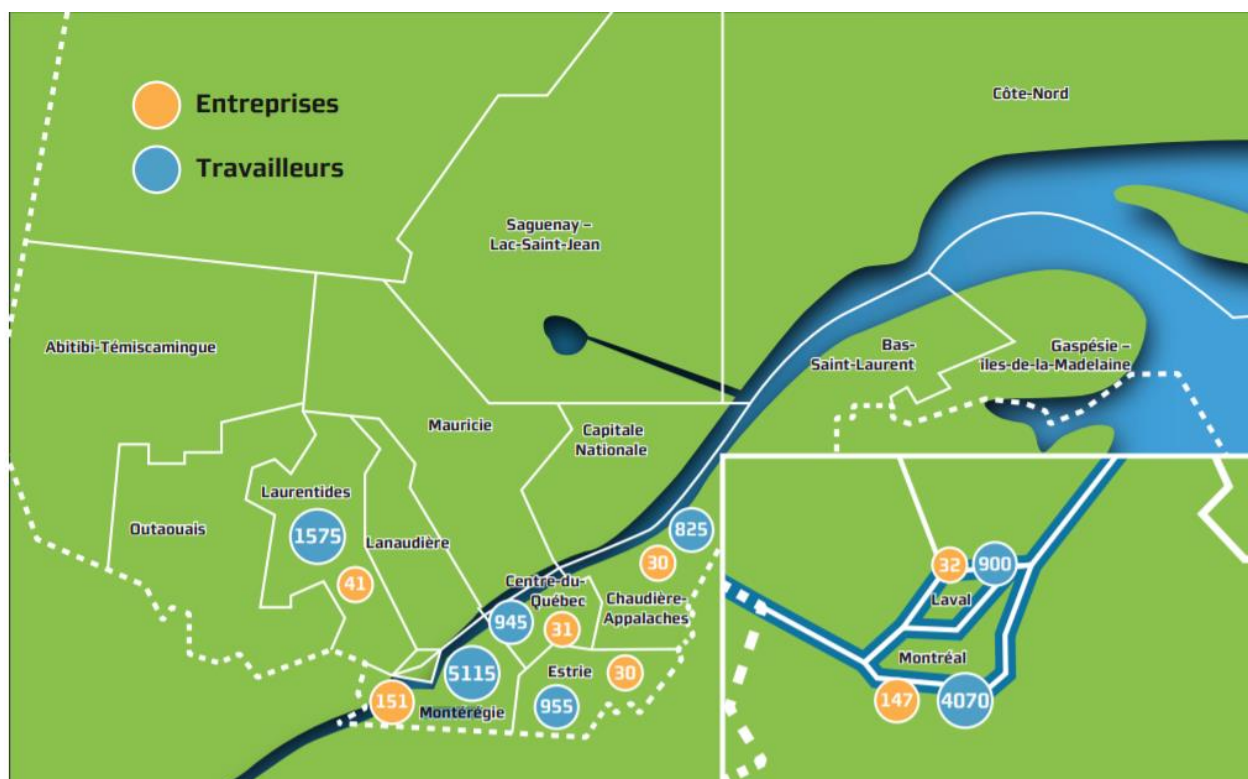 Entreprises
Travailleurs
Côte-Nord
Saguenay –
Lac-Saint-Jean
Abitibi-Témiscamingue
Bas-
Saint-Laurent
Gaspésie –
îles-de-la-Madelaine
Mauricie
Capitale
Nationale
Laurentides
1575
41
Outaouais
Lanaudière
825
30
Centre-du-
Québec
945
31
Chaudière-
Appalaches
Estrie
30
955
5115
151
Montérégie
32
900
Laval
Montréal
147
4070